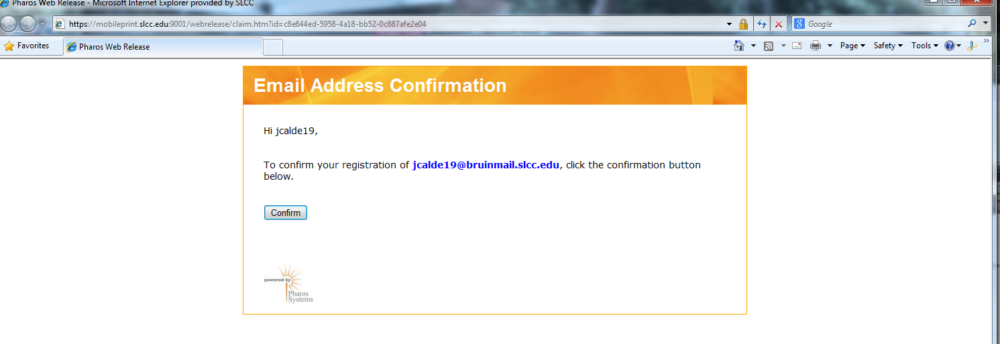 Pharos Web Release - Microsoft Internet Explorer provided by SLCC
https://mobileprint.slcc.edu:9001/webrelease/claim.htm?id=c8e644ed-5958-4a18-bb52-0c887afe2e04
Google
Favorites
Pharos Web Release
Page
Safety
Tools
Email Address Confirmation
Hi jcalde19,
To confirm your registration of jcalde19@bruinmail.slcc.edu, click the confirmation button
below.
Confirm
powered by
Pharos
Systems